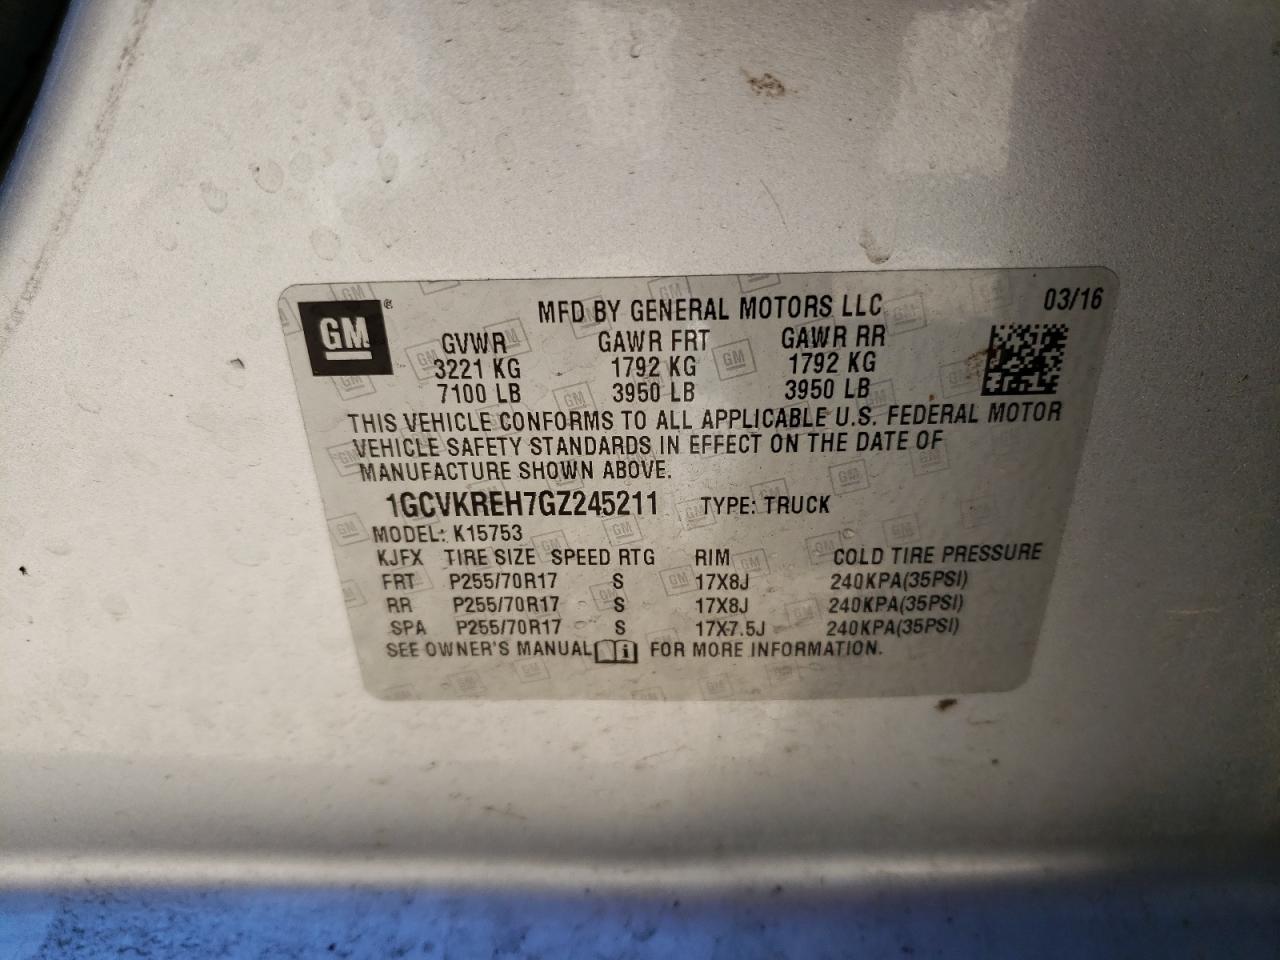 GM ® MFD BY GENERAL MOTORS LLC 03/16
GVWR GAWR FRT GAWR RR
3221 KG 1792 KG 1792 KG
7100 LB 3950 LB 3950 LB
THIS VEHICLE CONFORMS TO ALL APPLICABLE U.S. FEDERAL MOTOR
VEHICLE SAFETY STANDARDS IN EFFECT ON THE DATE OF
MANUFACTURE SHOWN ABOVE.
1GCVKREH7GZ245211 TYPE: TRUCK
MODEL: K15753
KJFX TIRE SIZE SPEED RTG RIM COLD TIRE PRESSURE
FRT P255/70R17 S 17X8J 240KPA(35PSI)
RR P255/70R17 S 17X8J 240KPA(35PSI)
SPA P255/70R17 S 17X7.5J 240KPA(35PSI)
SEE OWNER'S MANUAL i FOR MORE INFORMATION.